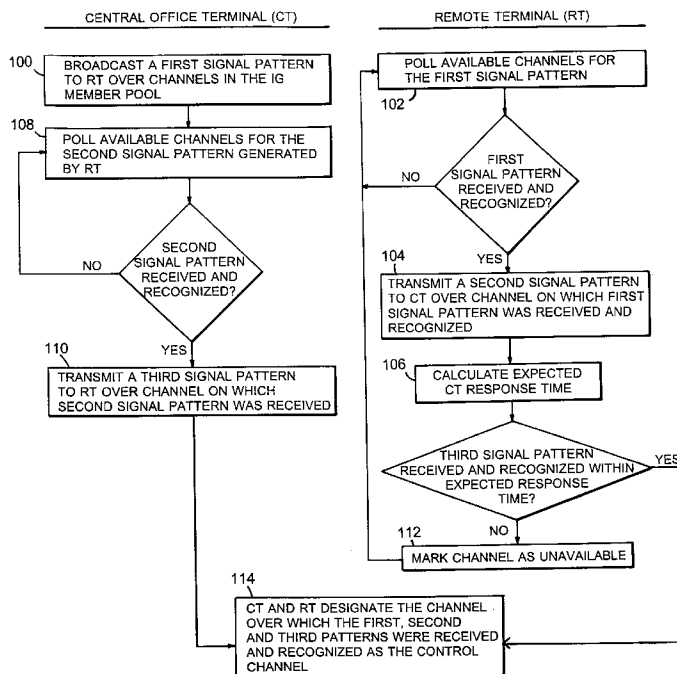 CENTRAL OFFICE TERMINAL (CT)
100
BROADCAST A FIRST SIGNAL PATTERN
TO RT OVER CHANNELS IN THE IG
MEMBER POOL
108
POLL AVAILABLE CHANNELS FOR THE
SECOND SIGNAL PATTERN GENERATED
BY RT
SECOND
SIGNAL PATTERN
RECEIVED AND
RECOGNIZED?
NO
YES
110
TRANSMIT A THIRD SIGNAL PATTERN
TO RT OVER CHANNEL ON WHICH
SECOND SIGNAL PATTERN WAS RECEIVED
REMOTE TERMINAL (RT)
POLL AVAILABLE CHANNELS FOR
THE FIRST SIGNAL PATTERN
102
FIRST
SIGNAL PATTERN
RECEIVED AND
RECOGNIZED?
NO
YES
104
TRANSMIT A SECOND SIGNAL PATTERN
TO CT OVER CHANNEL ON WHICH FIRST
SIGNAL PATTERN WAS RECEIVED AND
RECOGNIZED
106
CALCULATE EXPECTED
CT RESPONSE TIME
THIRD SIGNAL PATTERN
RECEIVED AND RECOGNIZED WITHIN
EXPECTED RESPONSE
TIME?
YES
NO
112
MARK CHANNEL AS UNAVAILABLE
114
CT AND RT DESIGNATE THE CHANNEL
OVER WHICH THE FIRST, SECOND
AND THIRD PATTERNS WERE RECEIVED
AND RECOGNIZED AS THE CONTROL
CHANNEL